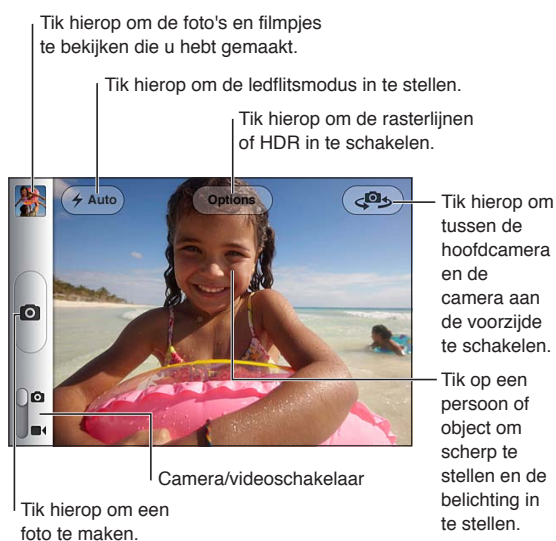 Tik hierop om de foto's en filmpjes
te bekijken die u hebt gemaakt.
Tik hierop om de ledflitsmodus in te stellen.
Tik hierop om de rasterlijnen
of HDR in te schakelen.
Auto
Options
Tik hierop om
tussen de
hoofdcamera
en de
camera aan
de voorzijde
te schakelen.
Tik op een
persoon of
object om
scherp te
stellen en de
belichting in
te stellen.
Camera/videoschakelaar
Tik hierop om een
foto te maken.